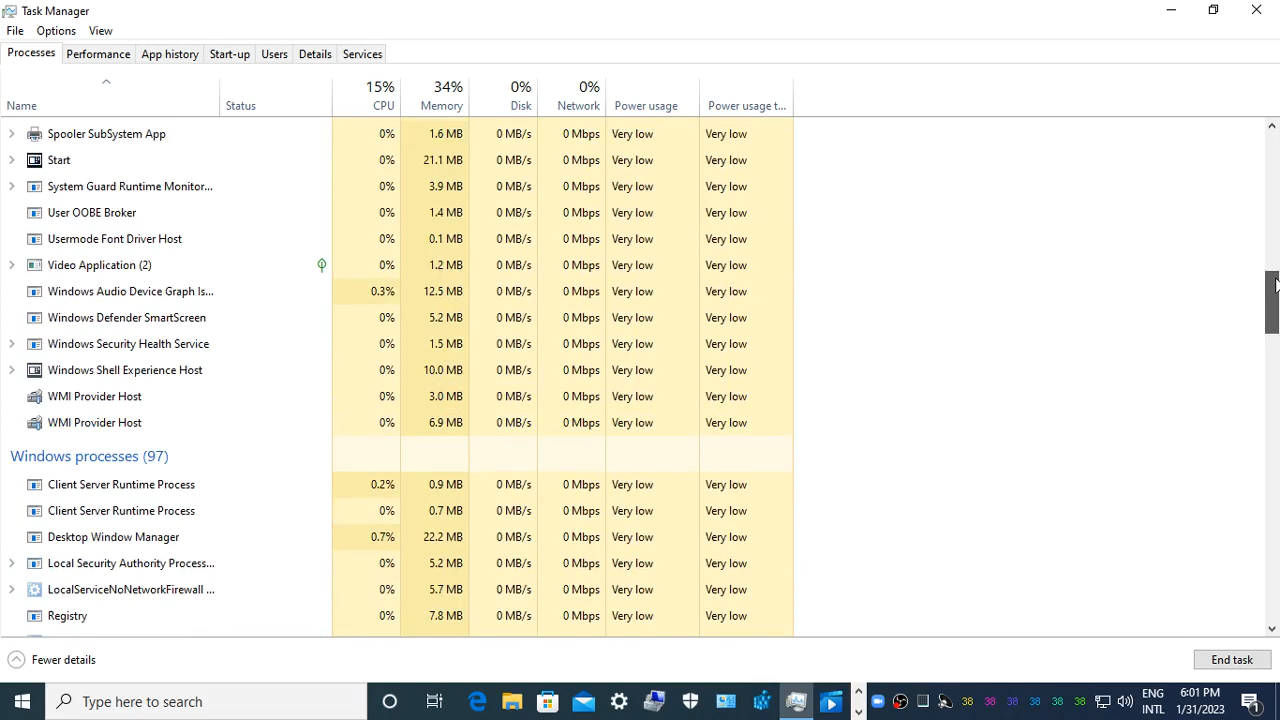 Task Manager
File Options View
Processes Performance App history Start-up Users Details Services
15% 34% 0% 0%
Name Status CPU Memory Disk Network Power usage Power usage t...
Spooler SubSystem App 0% 1.6 MB 0 MB/s 0 Mbps Very low Very low
Start 0% 21.1 MB 0 MB/s 0 Mbps Very low Very low
System Guard Runtime Monitor... 0% 3.9 MB 0 MB/s 0 Mbps Very low Very low
User OOBE Broker 0% 1.4 MB 0 MB/s 0 Mbps Very low Very low
Usermode Font Driver Host 0% 0.1 MB 0 MB/s 0 Mbps Very low Very low
Video Application (2) 0% 1.2 MB 0 MB/s 0 Mbps Very low Very low
Windows Audio Device Graph Is... 0.3% 12.5 MB 0 MB/s 0 Mbps Very low Very low
Windows Defender SmartScreen 0% 5.2 MB 0 MB/s 0 Mbps Very low Very low
Windows Security Health Service 0% 1.5 MB 0 MB/s 0 Mbps Very low Very low
Windows Shell Experience Host 0% 10.0 MB 0 MB/s 0 Mbps Very low Very low
WMI Provider Host 0% 3.0 MB 0 MB/s 0 Mbps Very low Very low
WMI Provider Host 0% 6.9 MB 0 MB/s 0 Mbps Very low Very low
Windows processes (97)
Client Server Runtime Process 0.2% 0.9 MB 0 MB/s 0 Mbps Very low Very low
Client Server Runtime Process 0% 0.7 MB 0 MB/s 0 Mbps Very low Very low
Desktop Window Manager 0.7% 22.2 MB 0 MB/s 0 Mbps Very low Very low
Local Security Authority Process... 0% 5.2 MB 0 MB/s 0 Mbps Very low Very low
LocalServiceNoNetworkFirewall ... 0% 5.7 MB 0 MB/s 0 Mbps Very low Very low
Registry 0% 7.8 MB 0 MB/s 0 Mbps Very low Very low
Fewer details End task
Type here to search 38 38 38 38 38 38 ENG 6:01 PM
INTL 1/31/2023 1